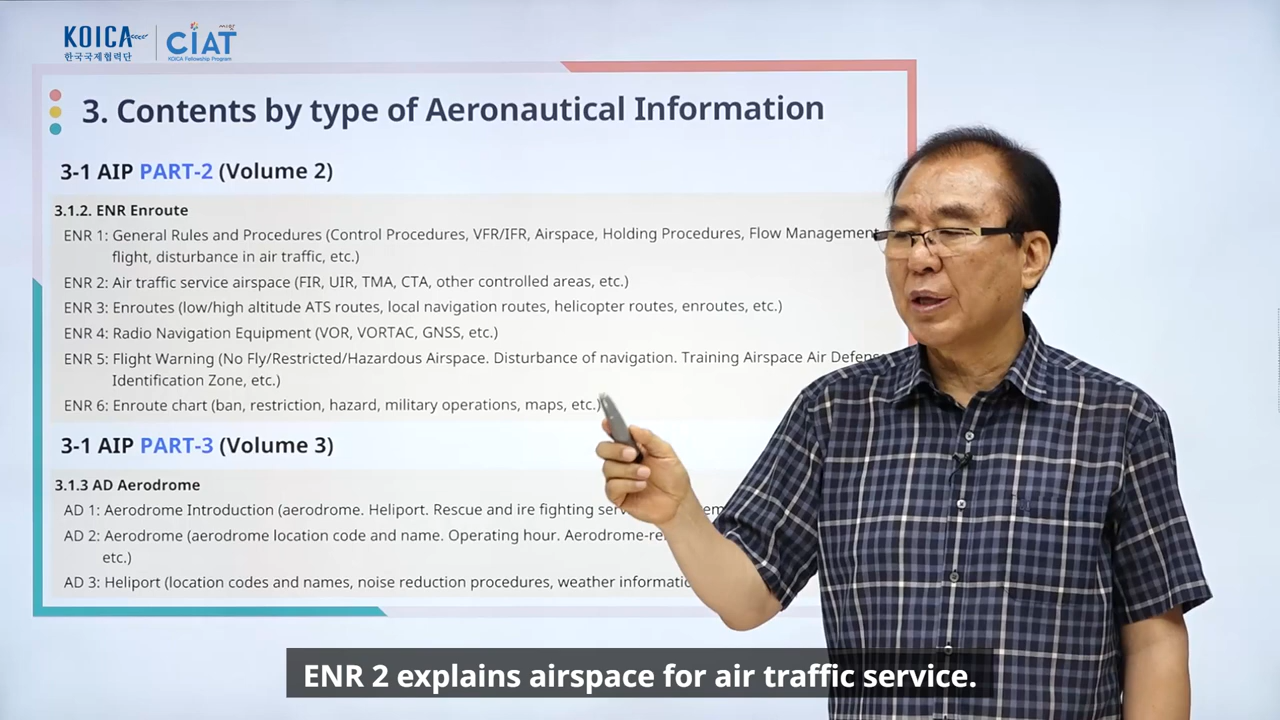 KOICA
한국국제협력단
CIAT
KOICA Fellowship Program
3. Contents by type of Aeronautical Information
3-1 AIP PART-2 (Volume 2)
3.1.2. ENR Enroute
ENR 1: General Rules and Procedures (Control Procedures, VFR/IFR, Airspace, Holding Procedures, Flow Management
flight, disturbance in air traffic, etc.)
ENR 2: Air traffic service airspace (FIR, UIR, TMA, CTA, other controlled areas, etc.)
ENR 3: Enroutes (low/high altitude ATS routes, local navigation routes, helicopter routes, enroutes, etc.)
ENR 4: Radio Navigation Equipment (VOR, VORTAC, GNSS, etc.)
ENR 5: Flight Warning (No Fly/Restricted/Hazardous Airspace. Disturbance of navigation. Training Airspace Air
Identification Zone, etc.)
ENR 6: Enroute chart (ban, restriction, hazard, military operations, maps, etc.)
3-1 AIP PART-3 (Volume 3)
3.1.3 AD Aerodrome
AD 1: Aerodrome Introduction (aerodrome. Heliport. Rescue and ire fighting
AD 2: Aerodrome (aerodrome location code and name. Operating hour.
etc.)
AD 3: Heliport (location codes and names, noise reduction procedures, weather
ENR 2 explains airspace for air traffic service.